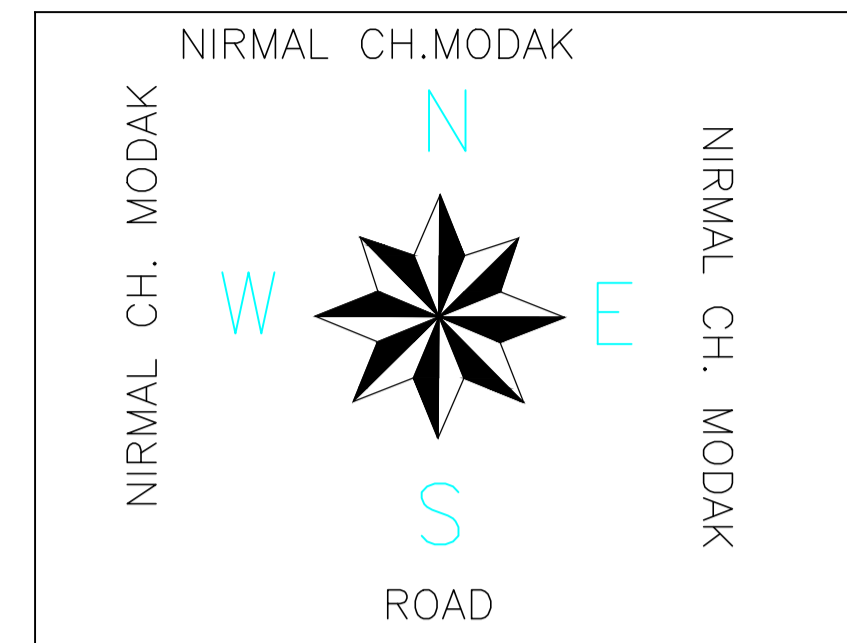 NIRMAL CH.MODAK
N
NIRMAL CH. MODAK
W
E
NIRMAL CH. MODAK
S
ROAD